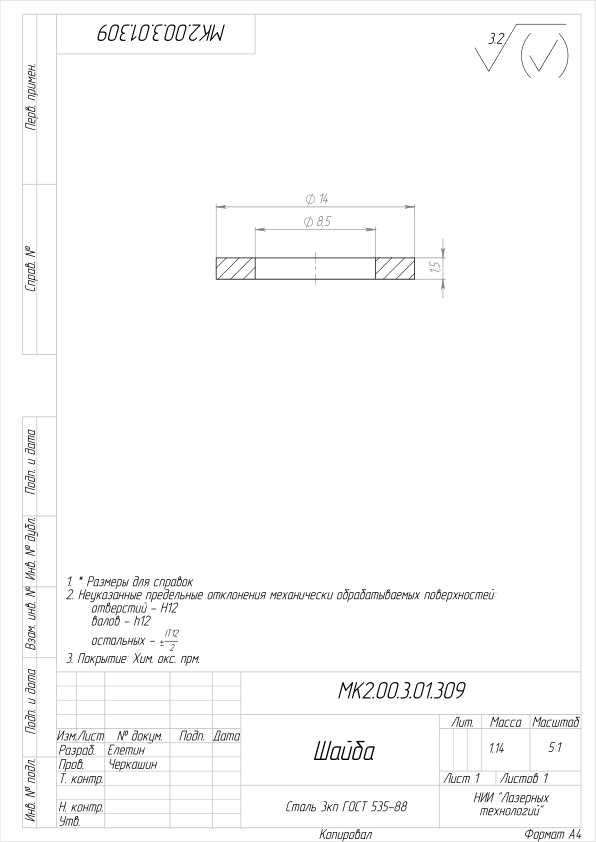 МК2.00.3.01.309
3.2
Перв. примен.
Справ. №
⌀ 14
⌀ 8,5
1,5
Подп. и дата
Инв. № дубл.
Взам. инв. №
Подп. и дата
Инв. № подл.
1. * Размеры для справок
2. Неуказанные предельные отклонения механически обрабатываемых поверхностей:
отверстий - H12
валов - h12
остальных - ±IT12/2
3. Покрытие: Хим. окс. прм.
МК2.00.3.01.309
Изм. Лист № докум. Подп. Дата
Разраб. Елетин
Пров. Черкашин
Т. контр.
Н. контр.
Утв.
Шайба
Лит. Масса Масштаб
1.14 5:1
Лист 1 Листов 1
Сталь 3кп ГОСТ 535-88
НИИ "Лазерных
технологий"
Копировал Формат А4